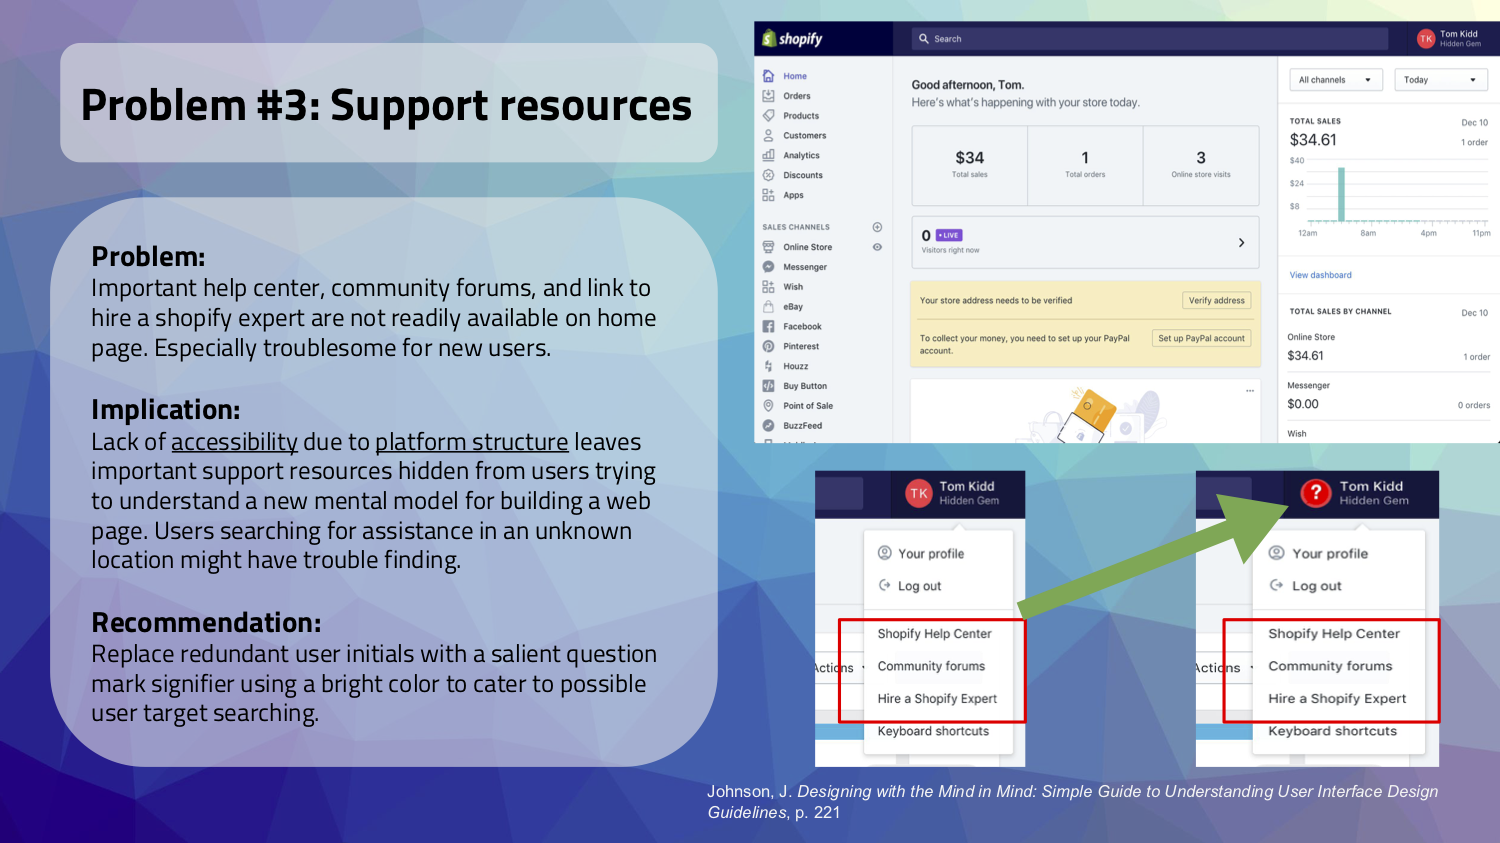 Problem #3: Support resources
Problem:
Important help center, community forums, and link to
hire a shopify expert are not readily available on home
page. Especially troublesome for new users.
Implication:
Lack of accessibility due to platform structure leaves
important support resources hidden from users trying
to understand a new mental model for building a web
page. Users searching for assistance in an unknown
location might have trouble finding.
Recommendation:
Replace redundant user initials with a salient question
mark signifier using a bright color to cater to possible
user target searching.
shopify
Search
TK
Tom Kidd
Hidden Gem
Home
Orders
Products
Customers
Analytics
Discounts
Apps
SALES CHANNELS
Online Store
Messenger
Wish
eBay
Facebook
Pinterest
Houzz
Buy Button
Point of Sale
BuzzFeed
Good afternoon, Tom.
Here's what's happening with your store today.
$34
Total sales
1
Total orders
3
Online store visits
0 • LIVE
Visitors right now
Your store address needs to be verified
Verify address
To collect your money, you need to set up your PayPal
account.
Set up PayPal account
All channels
Today
TOTAL SALES
Dec 10
$34.61
1 order
$40
$24
$8
12am 8am 4pm 11pm
View dashboard
TOTAL SALES BY CHANNEL
Dec 10
Online Store
$34.61
1 order
Messenger
$0.00
0 orders
Wish
TK
Tom Kidd
Hidden Gem
Your profile
Log out
Shopify Help Center
Actions
Community forums
Hire a Shopify Expert
Keyboard shortcuts
?
Tom Kidd
Hidden Gem
Your profile
Log out
Shopify Help Center
Actions
Community forums
Hire a Shopify Expert
Keyboard shortcuts
Johnson, J. Designing with the Mind in Mind: Simple Guide to Understanding User Interface Design
Guidelines, p. 221